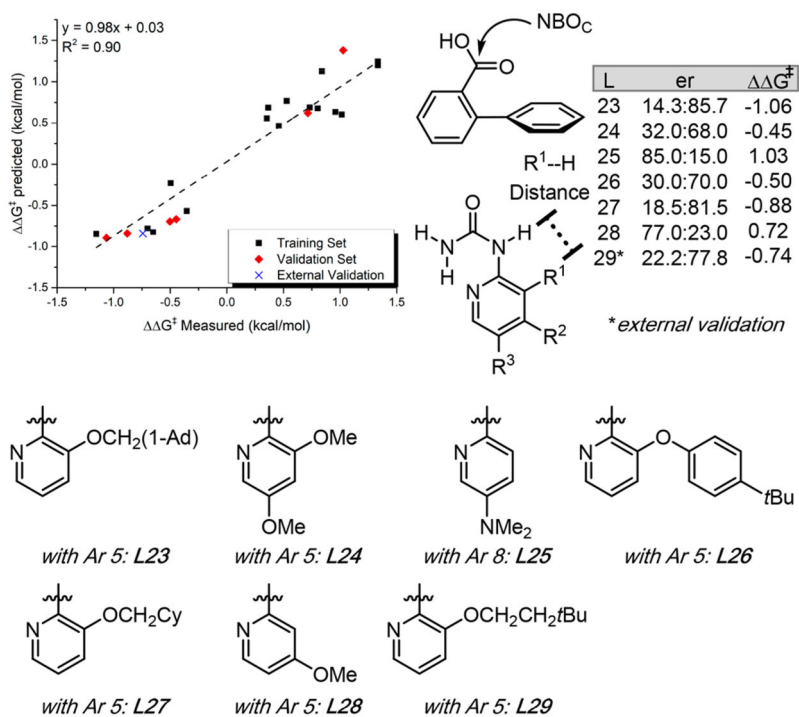 y = 0.98x + 0.03
R² = 0.90
ΔΔG‡ predicted (kcal/mol)
1.5
1.0
0.5
0.0
-0.5
-1.0
-1.5
-1.5
-1.0
-0.5
0.0
0.5
1.0
1.5
ΔΔG‡ Measured (kcal/mol)
Training Set
Validation Set
External Validation
NBOC
HO
O
R¹--H
Distance
O
NH₂
N
H
H
N
R¹
R²
R³
L er ΔΔG‡
23 14.3:85.7 -1.06
24 32.0:68.0 -0.45
25 85.0:15.0 1.03
26 30.0:70.0 -0.50
27 18.5:81.5 -0.88
28 77.0:23.0 0.72
29* 22.2:77.8 -0.74
*external validation
N
OCH₂(1-Ad)
with Ar 5: L23
N
OMe
OMe
with Ar 5: L24
N
NMe₂
with Ar 8: L25
N
O
tBu
with Ar 5: L26
N
OCH₂Cy
with Ar 5: L27
N
OMe
with Ar 5: L28
N
OCH₂CH₂tBu
with Ar 5: L29